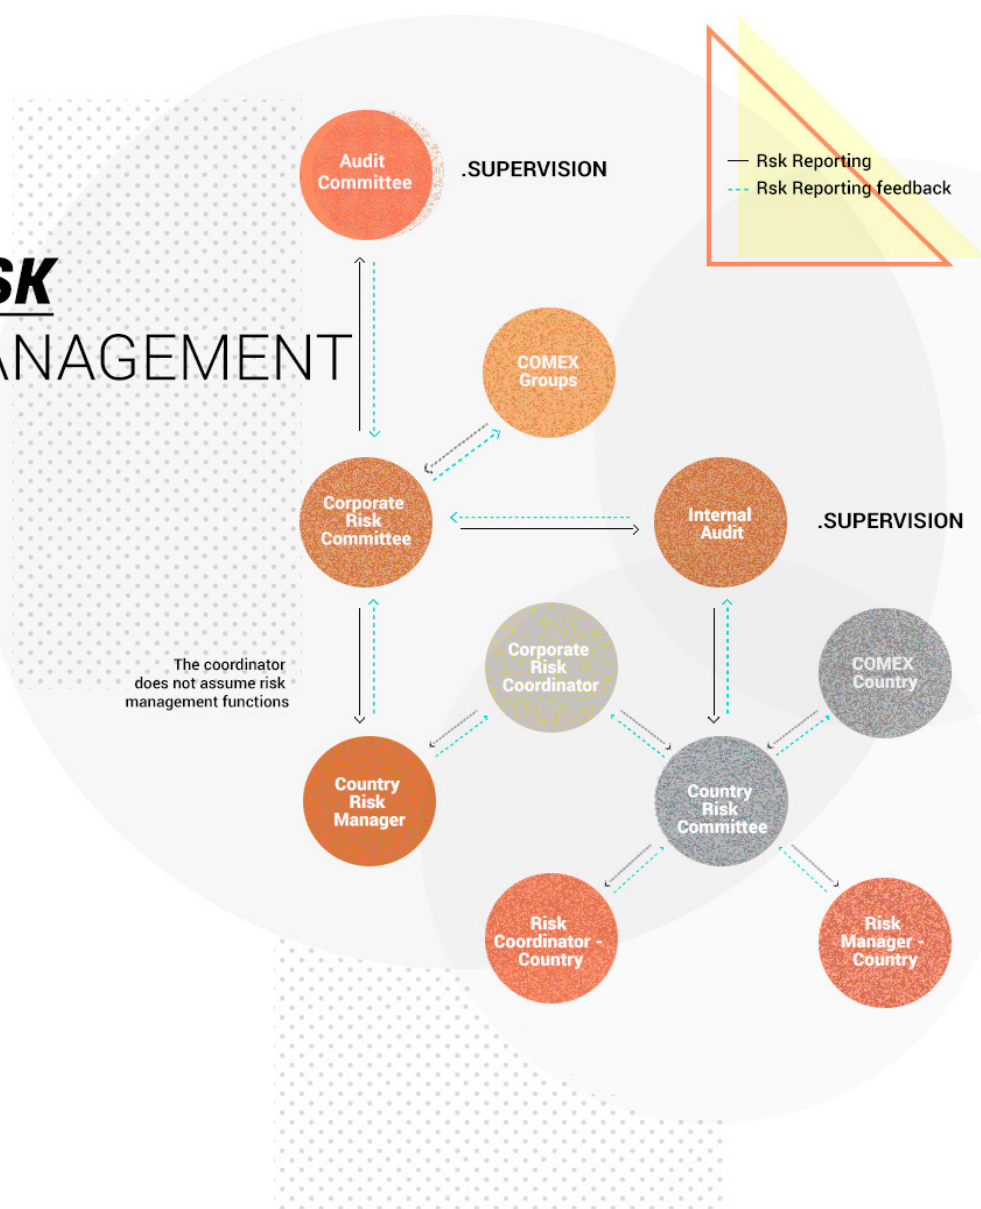 Audit
Committee
.SUPERVISION
Rsk Reporting
Rsk Reporting feedback
SK
ANAGEMENT
COMEX
Groups
Corporate
Risk
Committee
Internal
Audit
.SUPERVISION
The coordinator
does not assume risk
management functions
Corporate
Risk
Coordinator
COMEX
Country
Country
Risk
Manager
Country
Risk
Committee
Risk
Coordinator -
Country
Risk
Manager -
Country